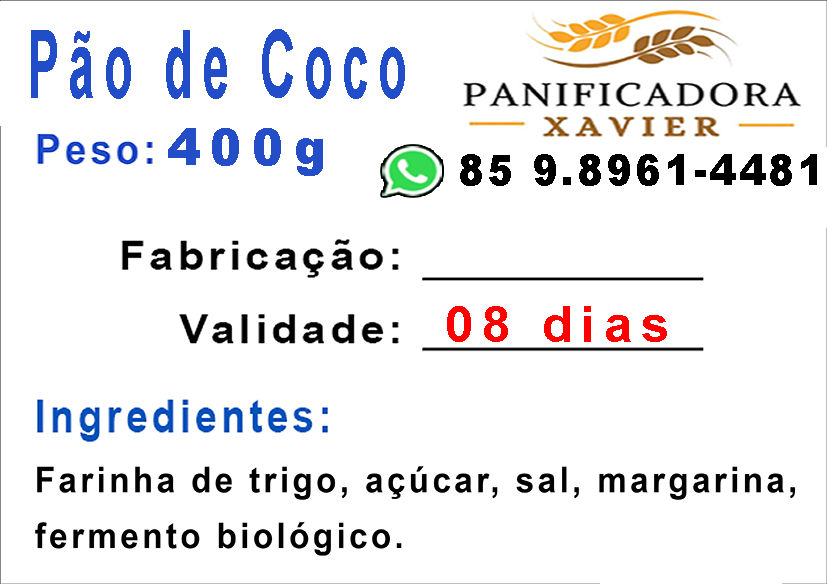 Pão de Coco
PANIFICADORA
XAVIER
Peso: 400g
85 9.8961-4481
Fabricação:
Validade: 08 dias
Ingredientes:
Farinha de trigo, açúcar, sal, margarina,
fermento biológico.